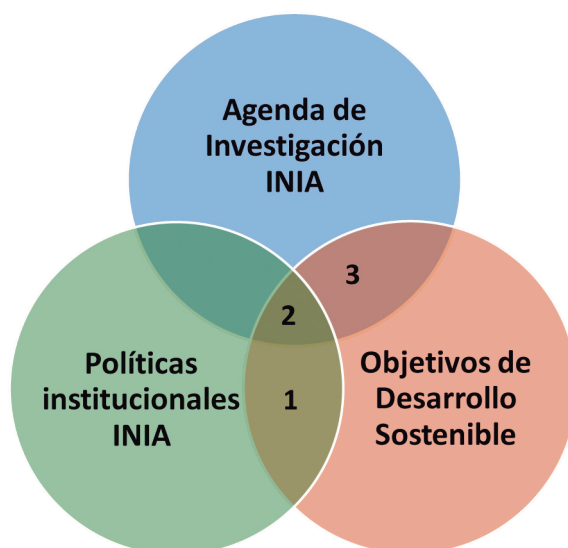 Agenda de
Investigación
INIA
3
2
Políticas
institucionales
INIA
1
Objetivos de
Desarrollo
Sostenible